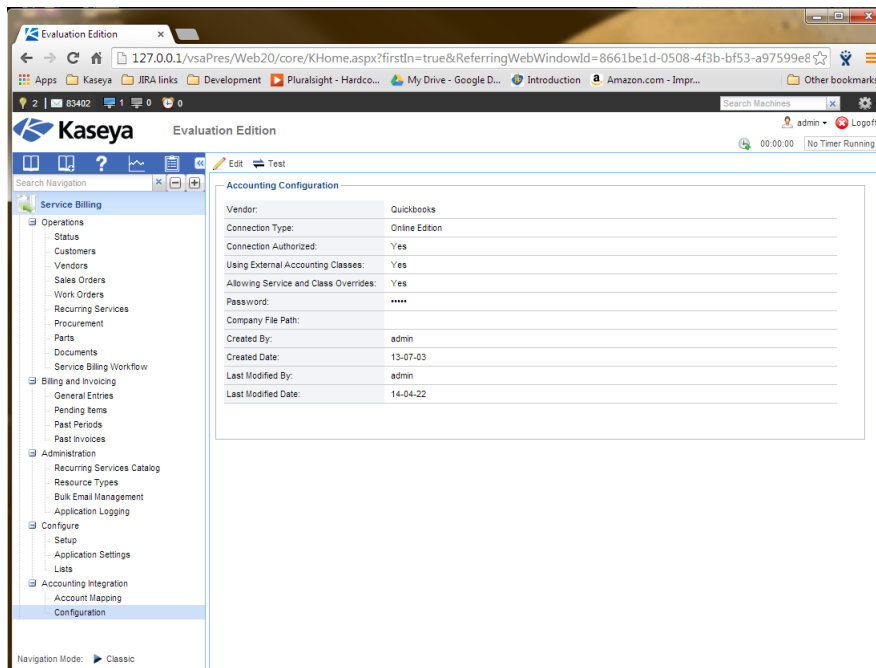 Evaluation Edition
127.0.0.1/vsaPres/Web20/core/KHome.aspx?firstIn=true&ReferringWebWindowId=8661be1d-0508-4f3b-bf53-a97599e8
Apps Kaseya JIRA links Development Pluralsight - Hardco... My Drive - Google D... Introduction Amazon.com - Impr... Other bookmarks
2 83402 1 0 0 Search Machines
Kaseya Evaluation Edition admin Logoff
00:00:00 No Timer Running
Edit Test
Search Navigation
Service Billing
Operations
Status
Customers
Vendors
Sales Orders
Work Orders
Recurring Services
Procurement
Parts
Documents
Service Billing Workflow
Billing and Invoicing
General Entries
Pending Items
Past Periods
Past Invoices
Administration
Recurring Services Catalog
Resource Types
Bulk Email Management
Application Logging
Configure
Setup
Application Settings
Lists
Accounting Integration
Account Mapping
Configuration
Navigation Mode: Classic
Accounting Configuration
Vendor: Quickbooks
Connection Type: Online Edition
Connection Authorized: Yes
Using External Accounting Classes: Yes
Allowing Service and Class Overrides: Yes
Password: •••••
Company File Path:
Created By: admin
Created Date: 13-07-03
Last Modified By: admin
Last Modified Date: 14-04-22